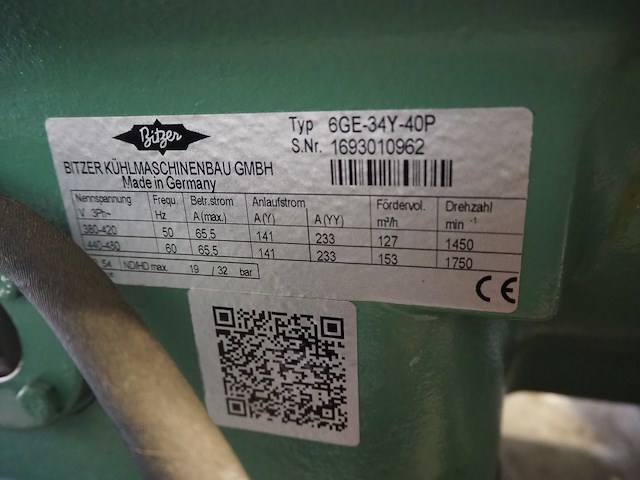 Bitzer
Typ 6GE-34Y-40P
S.Nr. 1693010962
BITZER KÜHLMASCHINENBAU GMBH
Made in Germany
Nennspannung Frequ. Betr.strom Anlaufstrom Fördervol. Drehzahl
V 3Ph~ Hz A(max.) A(Y) A(YY) m³/h min -1
380-420 50 65.5 141 233 127 1450
440-480 60 65.5 141 233 153 1750
54 ND/HD max. 19 / 32 bar
CE